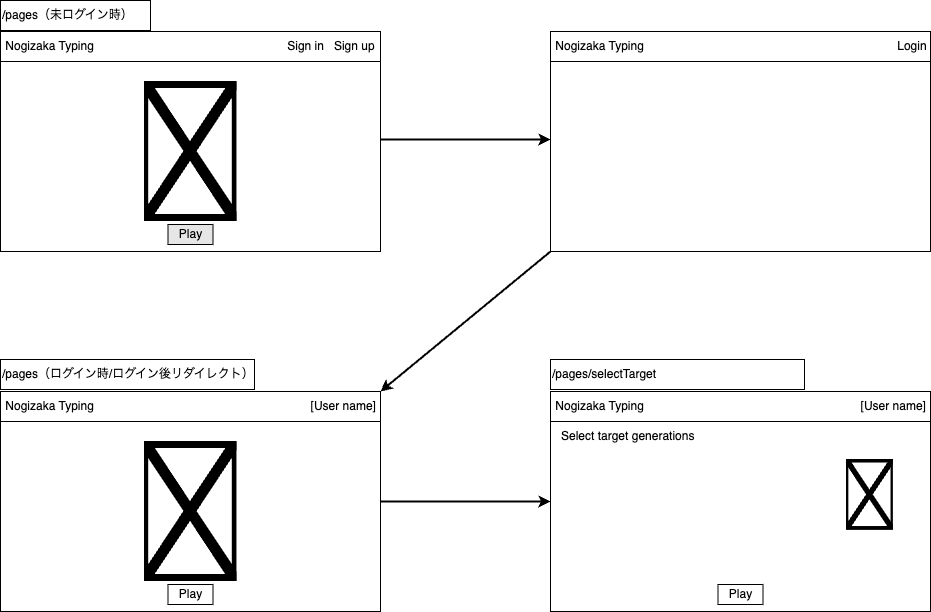 /pages（未ログイン時）
Nogizaka Typing
Sign in
Sign up
Play
Nogizaka Typing
Login
/pages（ログイン時/ログイン後リダイレクト）
Nogizaka Typing
[User name]
Play
/pages/selectTarget
Nogizaka Typing
[User name]
Select target generations
Play